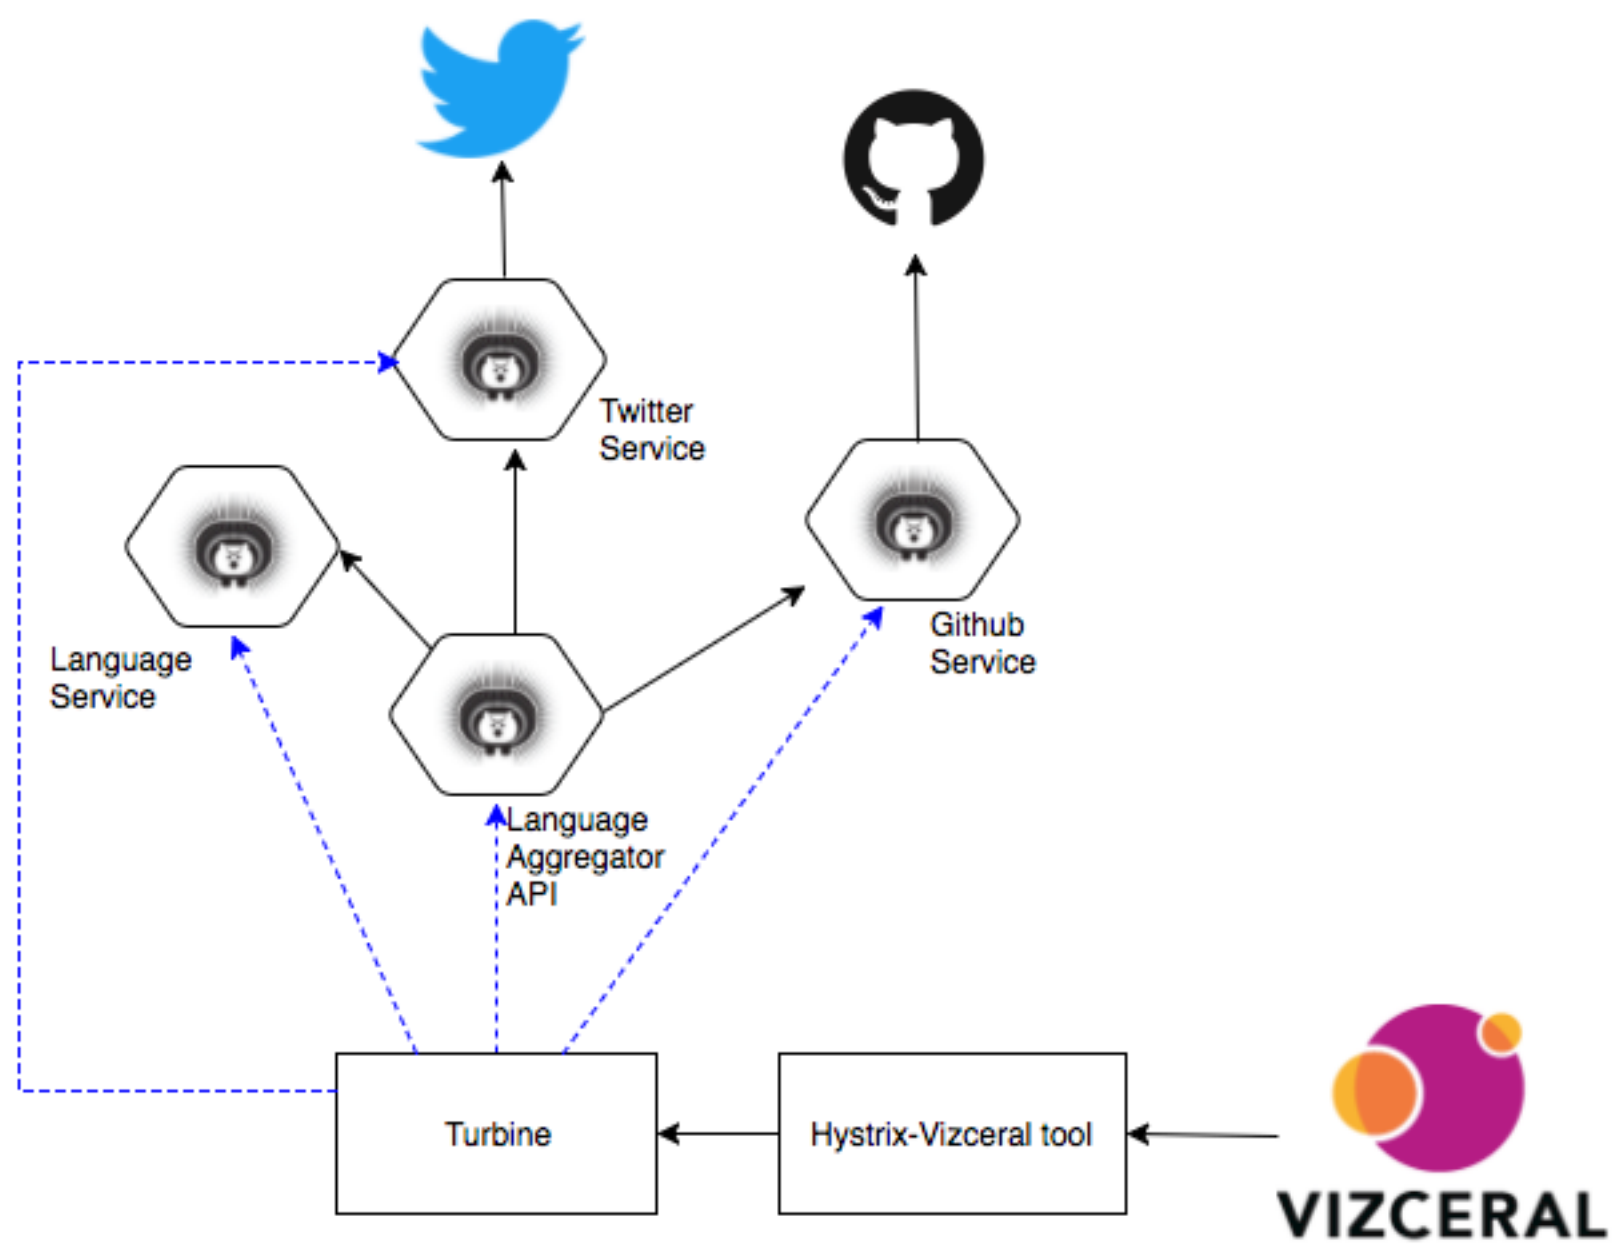 Twitter
Service
Github
Service
Language
Service
Language
Aggregator
API
Turbine
Hystrix-Vizceral tool
VIZCERAL